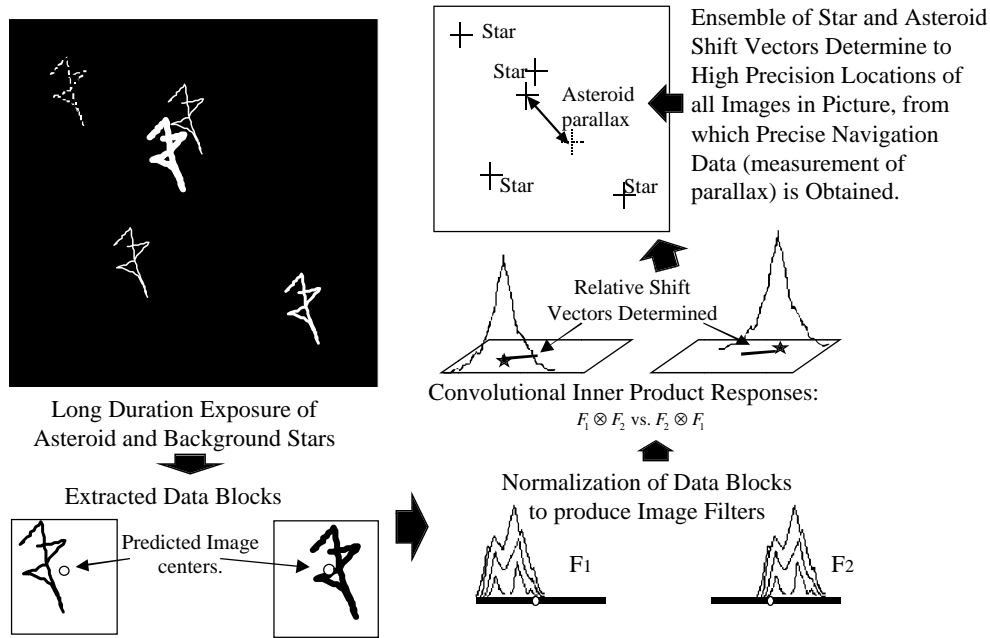 Long Duration Exposure of
Asteroid and Background Stars
Extracted Data Blocks
Predicted Image
centers.
Normalization of Data Blocks
to produce Image Filters
F1
F2
Convolutional Inner Product Responses:
F₁ ⊗ F₂ vs. F₂ ⊗ F₁
Relative Shift
Vectors Determined
Star
Star
Asteroid
parallax
Star
Star
Ensemble of Star and Asteroid
Shift Vectors Determine to
High Precision Locations of
all Images in Picture, from
which Precise Navigation
Data (measurement of
parallax) is Obtained.